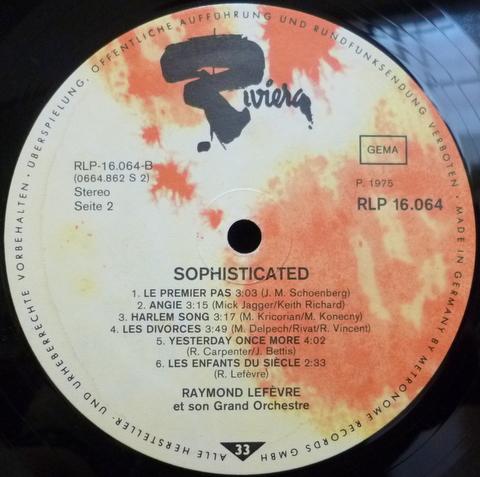 Riviera
RLP-16.064-B
(0664.862 S 2)
Stereo
Seite 2
GEMA
P. 1975
RLP 16.064
SOPHISTICATED
1. LE PREMIER PAS 3:03 (J. M. Schoenberg)
2. ANGIE 3:15 (Mick Jagger/Keith Richard)
3. HARLEM SONG 3:17 (M. Kricorian/M. Konecny)
4. LES DIVORCES 3:49 (M. Delpech/Rivat/R. Vincent)
5. YESTERDAY ONCE MORE 4:02
(R. Carpenter/J. Bettis)
6. LES ENFANTS DU SIÈCLE 2:33
(R. Lefèvre)
RAYMOND LEFÈVRE
et son Grand Orchestre
33
ALLE HERSTELLER- UND URHEBERRECHTE VORBEHALTEN · ÜBERSPIELUNG, ÖFFENTLICHE AUFFÜHRUNG UND RUNDFUNKSENDUNG VERBOTEN · MADE IN GERMANY BY METRONOME RECORDS GMBH